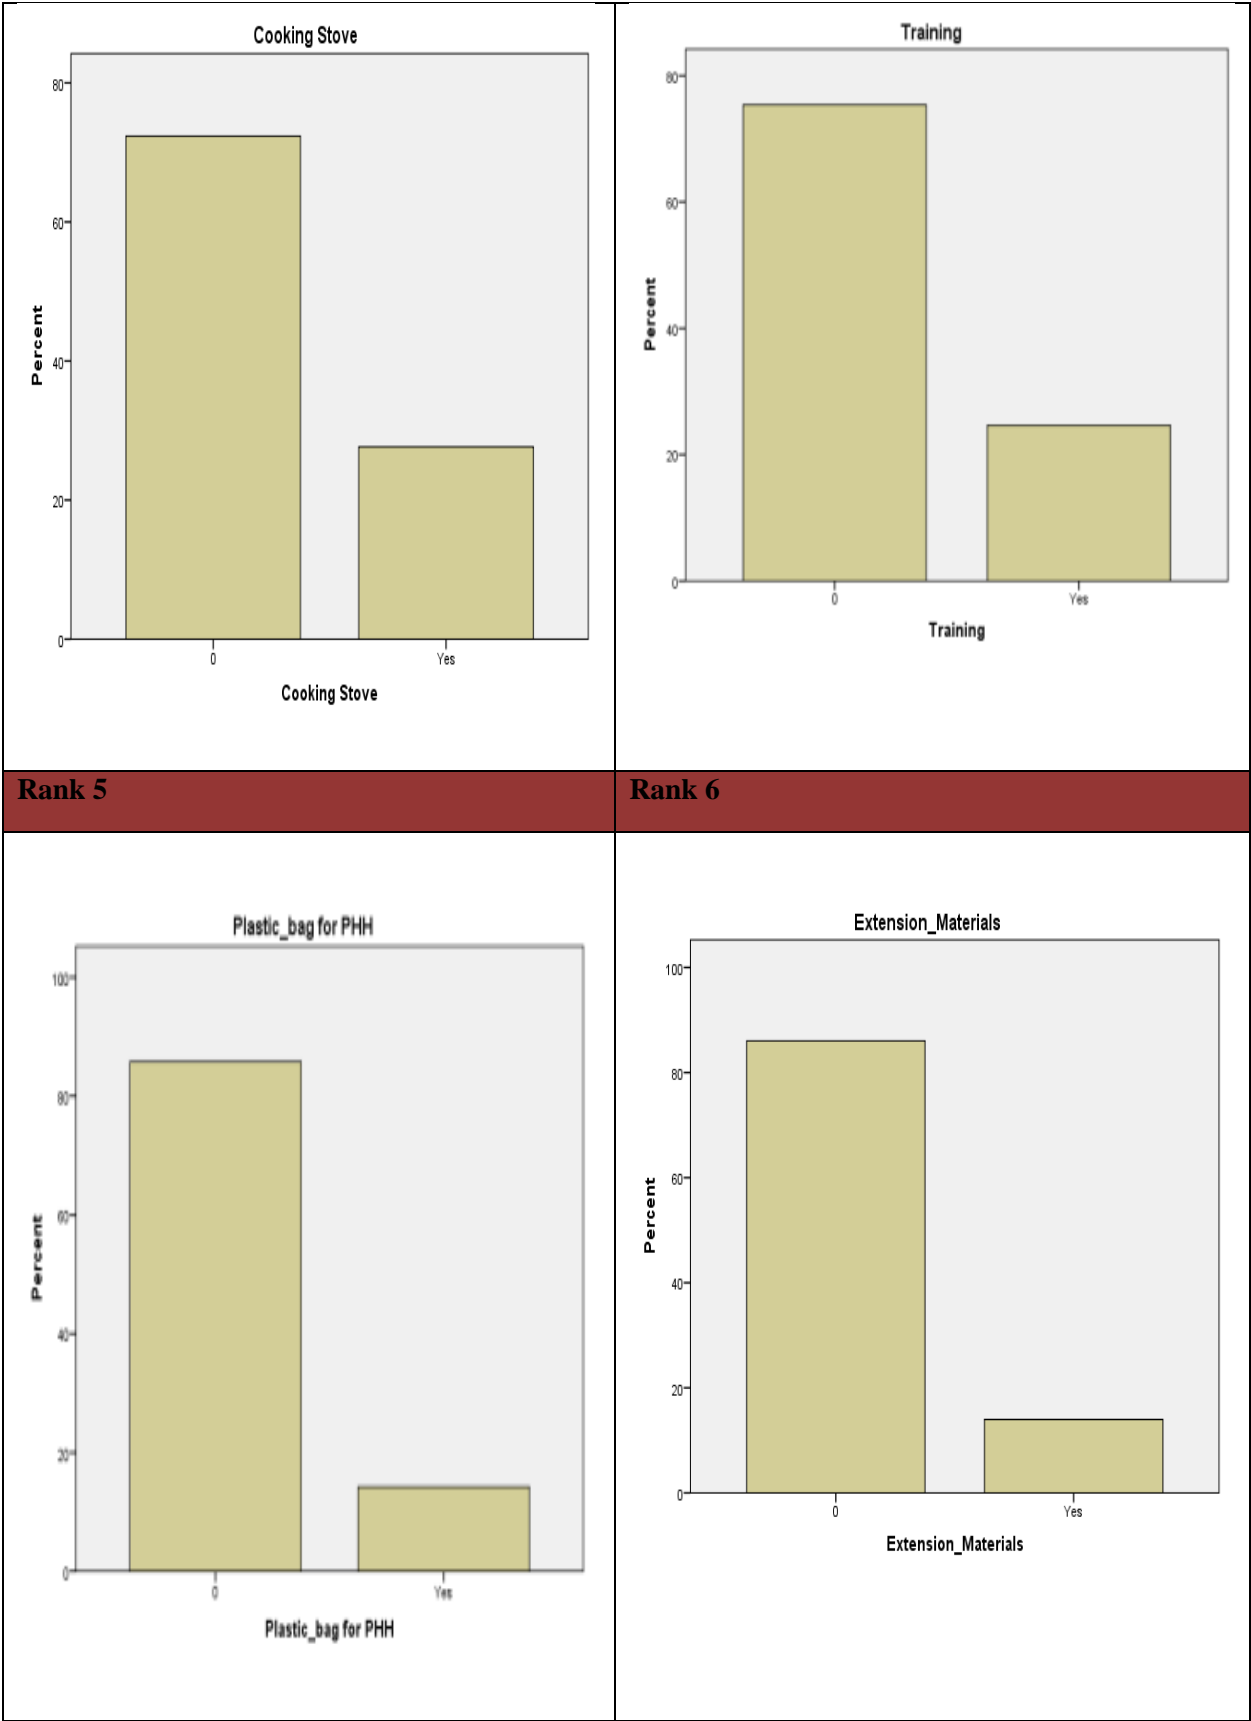 Cooking Stove
80
60
40
20
0
Percent
0 Yes
Cooking Stove
Training
80
60
40
20
0
Percent
0 Yes
Training
Rank 5
Rank 6
Plastic_bag for PHH
100
80
60
40
20
0
Percent
0 Yes
Plastic_bag for PHH
Extension_Materials
100
80
60
40
20
0
Percent
0 Yes
Extension_Materials